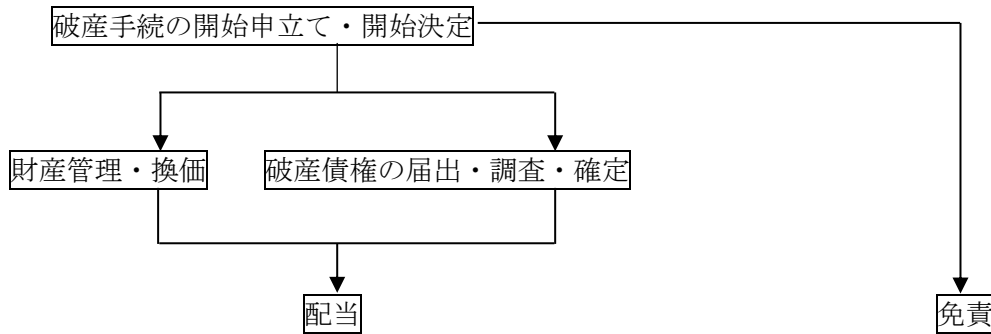 破産手続の開始申立て・開始決定
財産管理・換価
破産債権の届出・調査・確定
配当
免責